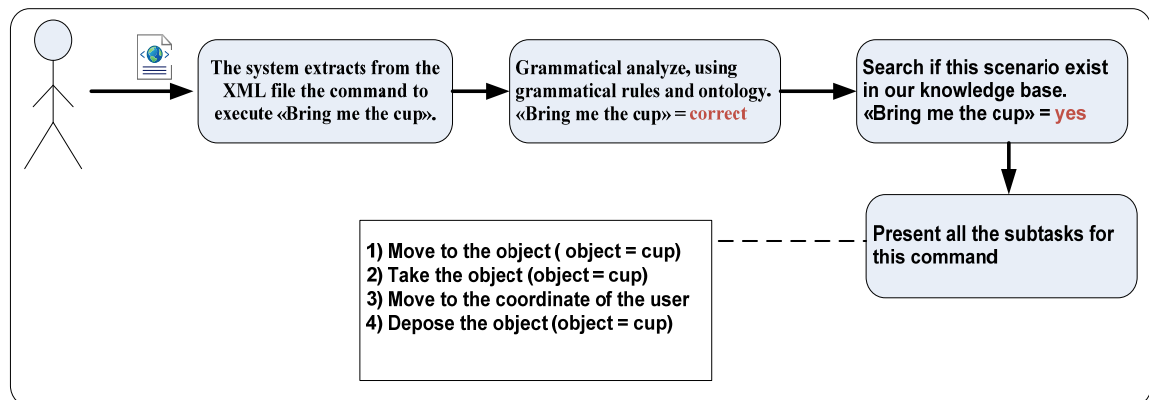 The system extracts from the
XML file the command to
execute «Bring me the cup».
Grammatical analyze, using
grammatical rules and ontology.
«Bring me the cup» = correct
Search if this scenario exist
in our knowledge base.
«Bring me the cup» = yes
Present all the subtasks for
this command
1) Move to the object ( object = cup)
2) Take the object (object = cup)
3) Move to the coordinate of the user
4) Depose the object (object = cup)